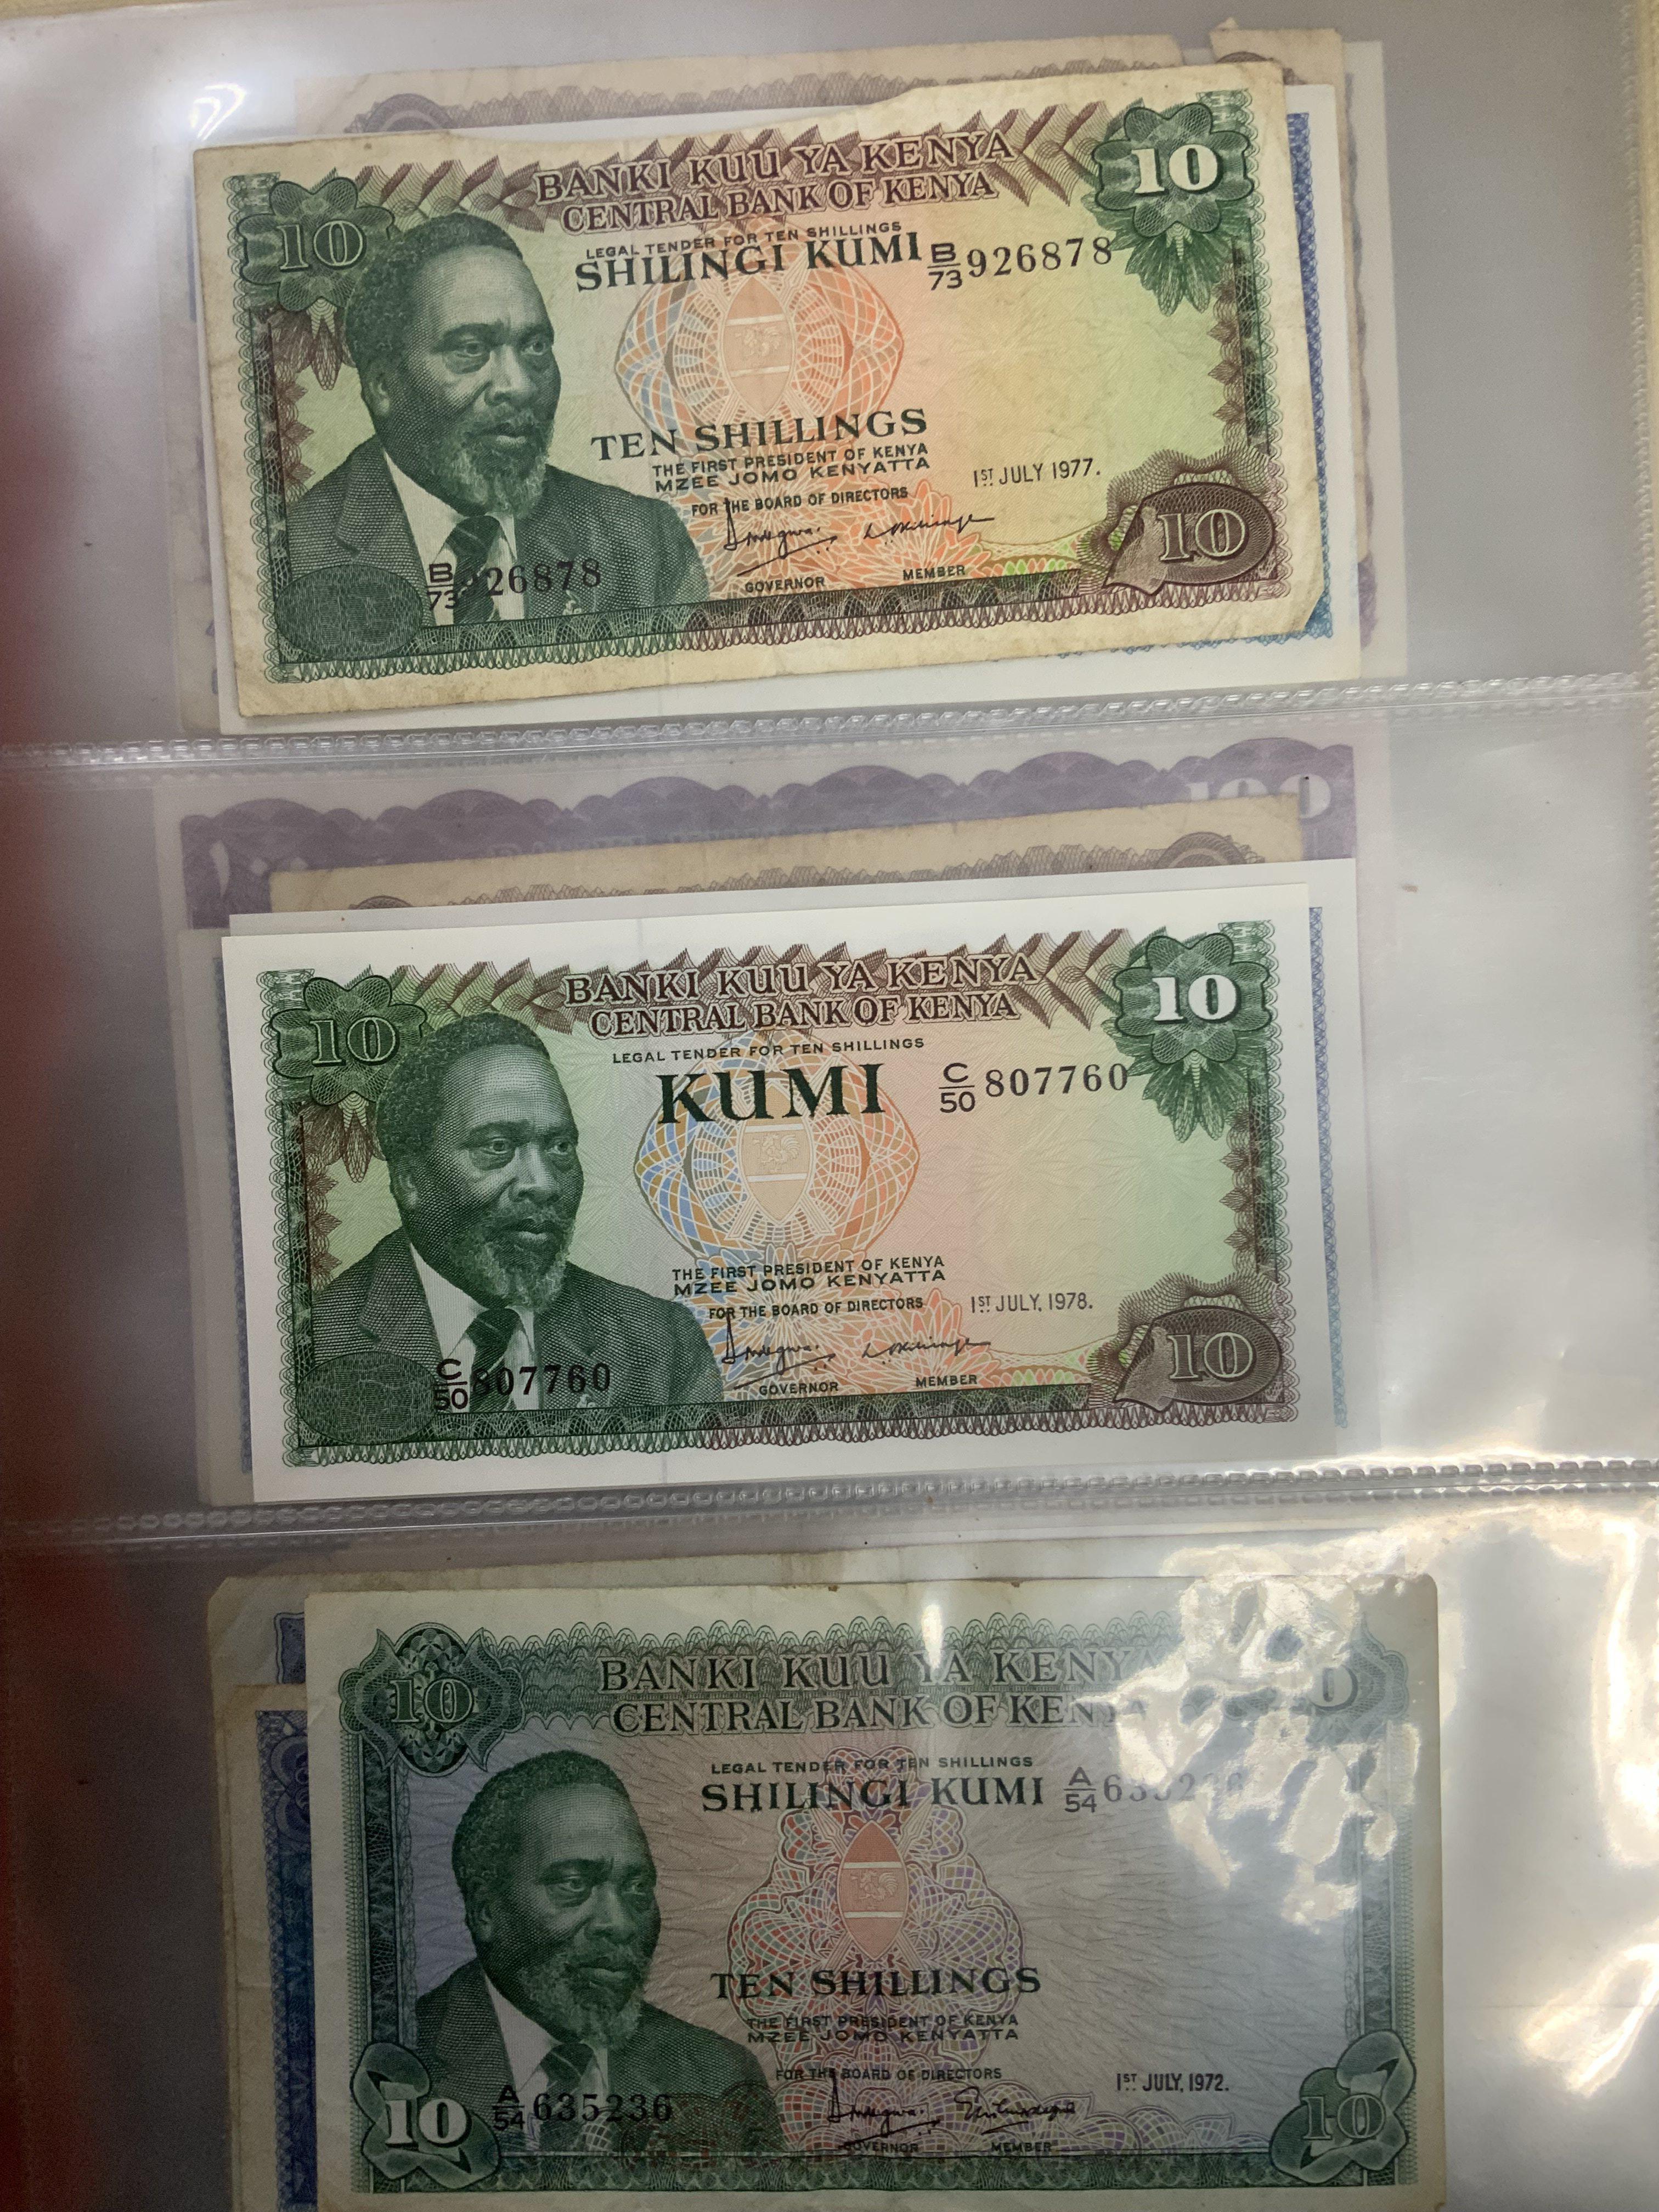 BANKI KUU YA KENYA
CENTRAL BANK OF KENYA
10
10
LEGAL TENDER FOR TEN SHILLINGS
SHILINGI KUMI
B/73 926878
TEN SHILLINGS
THE FIRST PRESIDENT OF KENYA
MZEE JOMO KENYATTA
1ST JULY 1977.
FOR THE BOARD OF DIRECTORS
B/73 926878
GOVERNOR
MEMBER
10
100
BANKI KUU YA KENYA
CENTRAL BANK OF KENYA
10
10
LEGAL TENDER FOR TEN SHILLINGS
KUMI
C/50 807760
THE FIRST PRESIDENT OF KENYA
MZEE JOMO KENYATTA
FOR THE BOARD OF DIRECTORS
1ST JULY, 1978.
C/50 807760
GOVERNOR
MEMBER
10
BANKI KUU YA KENYA
CENTRAL BANK OF KENYA
10
LEGAL TENDER FOR TEN SHILLINGS
SHILINGI KUMI
A/54 635236
TEN SHILLINGS
THE FIRST PRESIDENT OF KENYA
MZEE JOMO KENYATTA
FOR THE BOARD OF DIRECTORS
1ST JULY, 1972.
10
A/54 635236
GOVERNOR
MEMBER
10